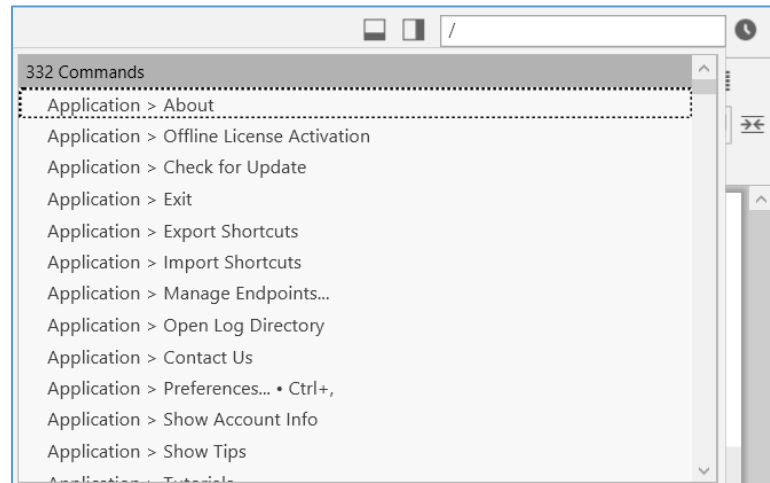 /
332 Commands
Application > About
Application > Offline License Activation
Application > Check for Update
Application > Exit
Application > Export Shortcuts
Application > Import Shortcuts
Application > Manage Endpoints...
Application > Open Log Directory
Application > Contact Us
Application > Preferences... • Ctrl+,
Application > Show Account Info
Application > Show Tips
Application > Tutorials